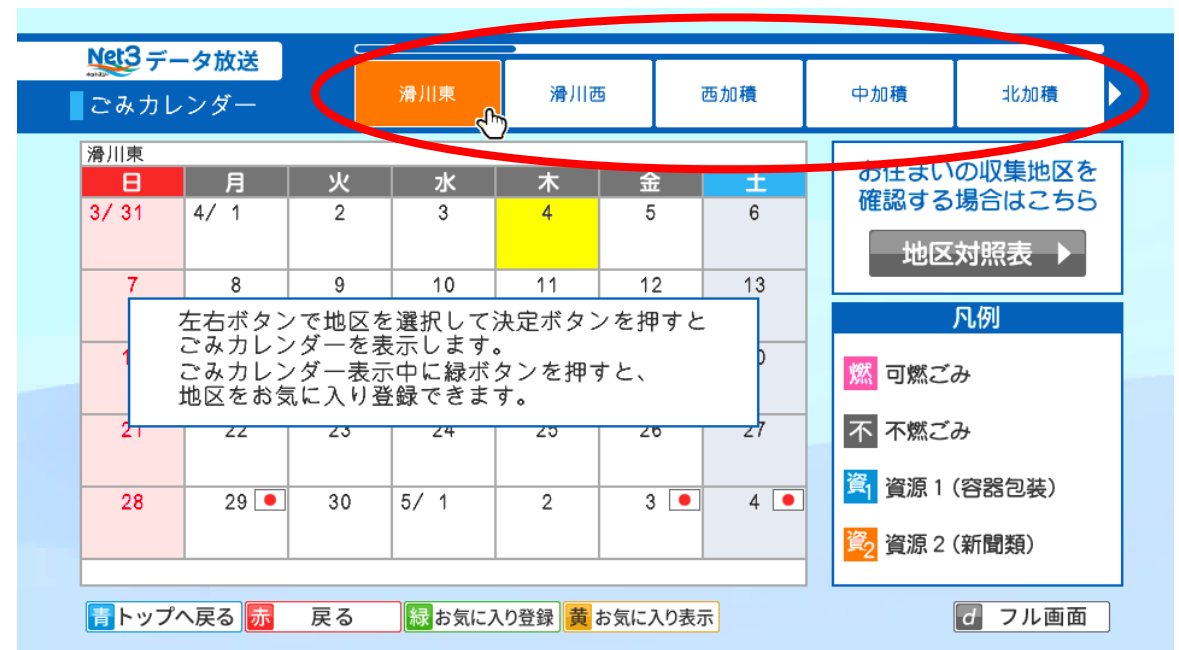 Net3 データ放送
ごみカレンダー
滑川東 滑川西 西加積 中加積 北加積
滑川東
日 月 火 水 木 金 土
3/ 31 4/ 1 2 3 4 5 6
7 8 9 10 11 12 13
左右ボタンで地区を選択して決定ボタンを押すと
ごみカレンダーを表示します。
ごみカレンダー表示中に緑ボタンを押すと、
地区をお気に入り登録できます。
21 22 23 24 25 26 27
28 29 30 5/ 1 2 3 4
お住まいの収集地区を
確認する場合はこちら
地区対照表
凡例
燃 可燃ごみ
不 不燃ごみ
資1 資源1(容器包装)
資2 資源2(新聞類)
青 トップへ戻る 赤 戻る 緑 お気に入り登録 黄 お気に入り表示
d フル画面